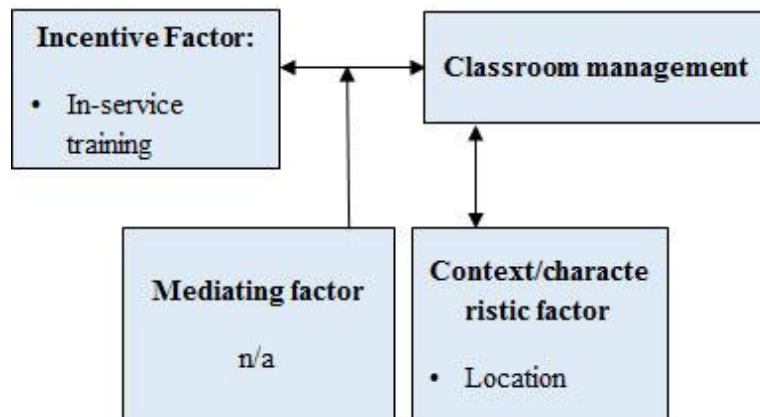 Incentive Factor:
• In-service
training
Classroom management
Mediating factor
n/a
Context/characte
ristic factor
• Location